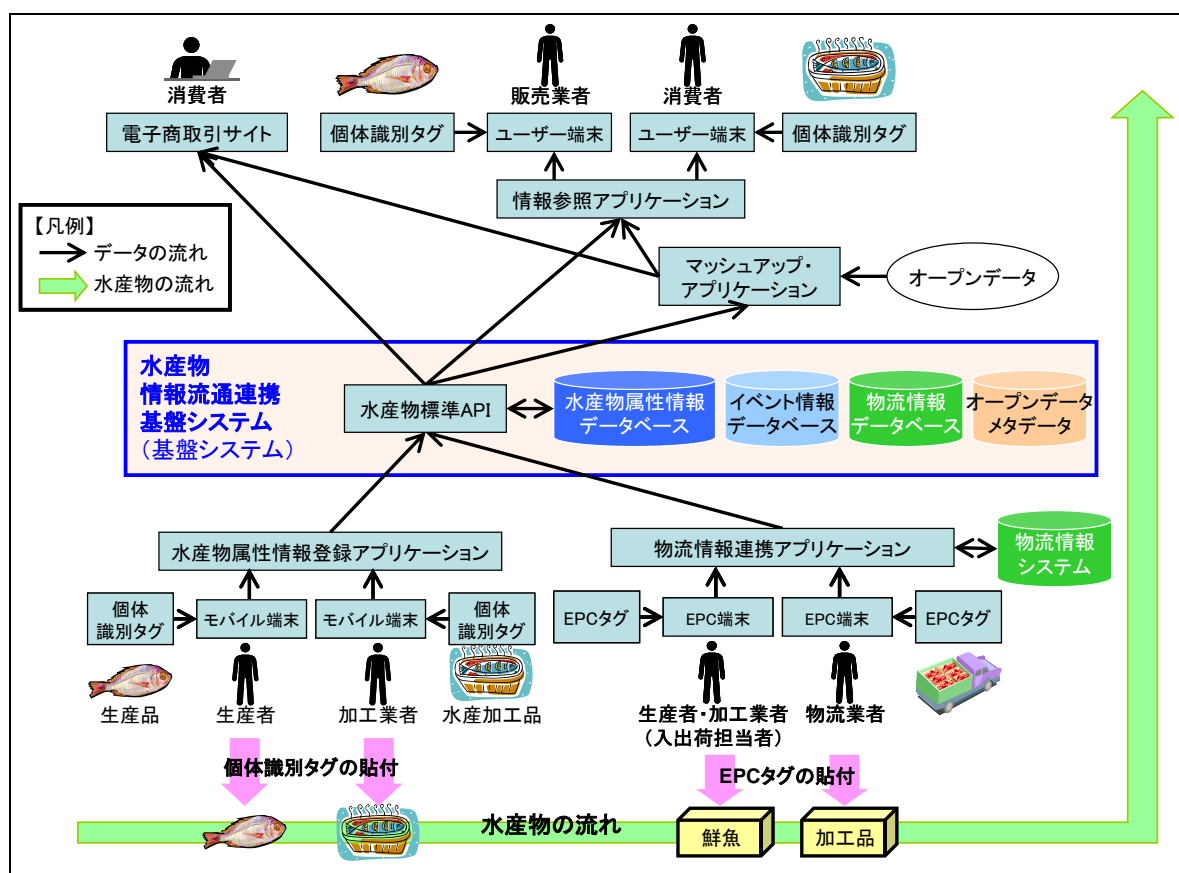 消費者
販売業者
消費者
電子商取引サイト
個体識別タグ
ユーザー端末
ユーザー端末
個体識別タグ
情報参照アプリケーション
【凡例】
データの流れ
水産物の流れ
マッシュアップ・
アプリケーション
オープンデータ
水産物
情報流通連携
基盤システム
（基盤システム）
水産物標準API
水産物属性情報
データベース
イベント情報
データベース
物流情報
データベース
オープンデータ
メタデータ
水産物属性情報登録アプリケーション
物流情報連携アプリケーション
物流情報
システム
個体
識別タグ
モバイル端末
モバイル端末
個体
識別タグ
EPCタグ
EPC端末
EPC端末
EPCタグ
生産品
生産者
加工業者
水産加工品
生産者・加工業者
（入出荷担当者）
物流業者
個体識別タグの貼付
EPCタグの貼付
水産物の流れ
鮮魚
加工品